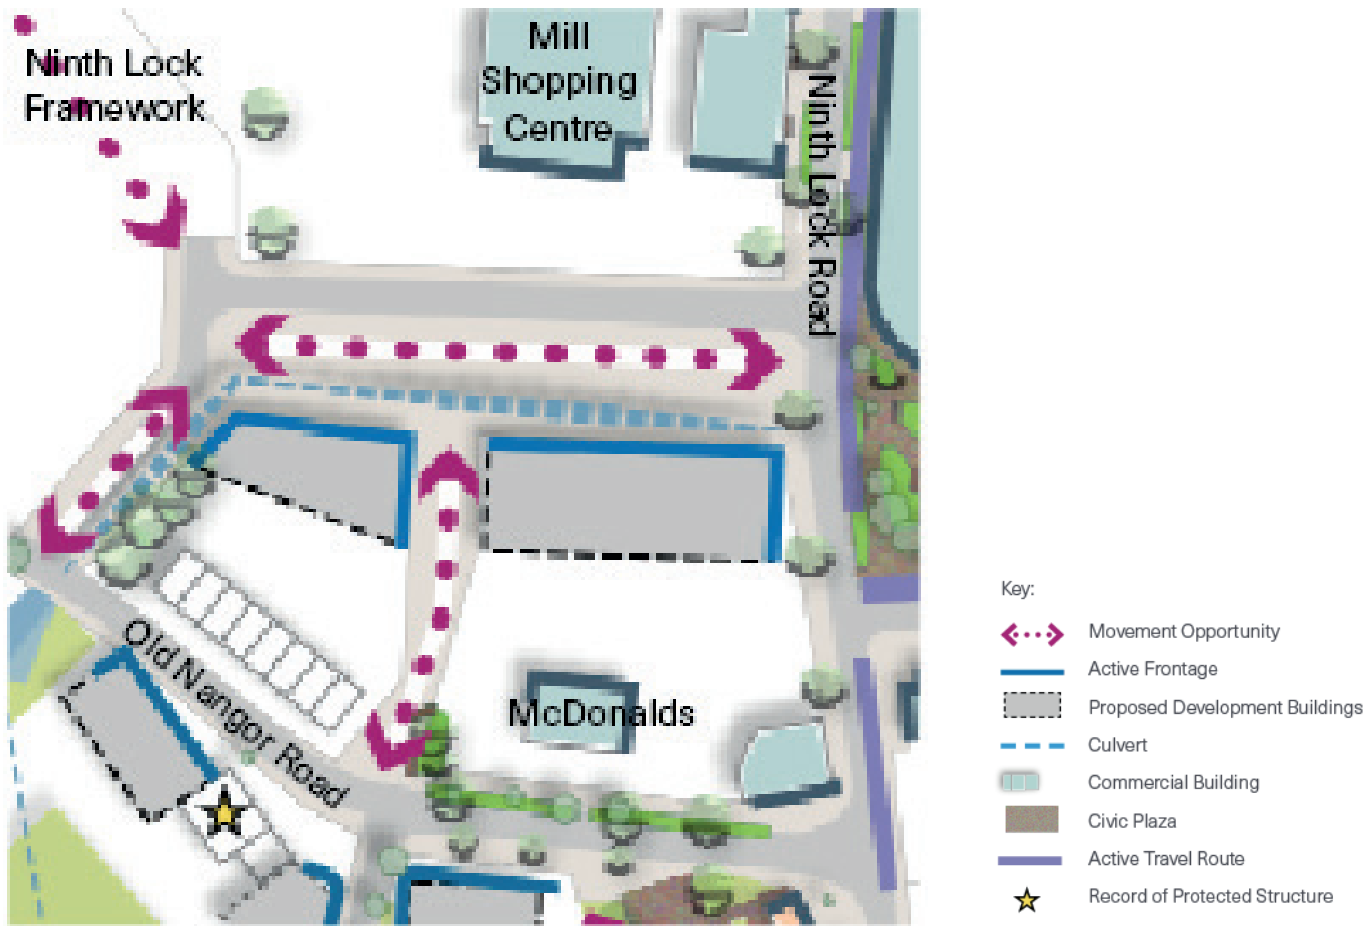 Ninth Lock
Framework
Mill
Shopping
Centre
Ninth Lock Road
Old Nangor Road
McDonalds
Key:
Movement Opportunity
Active Frontage
Proposed Development Buildings
Culvert
Commercial Building
Civic Plaza
Active Travel Route
Record of Protected Structure